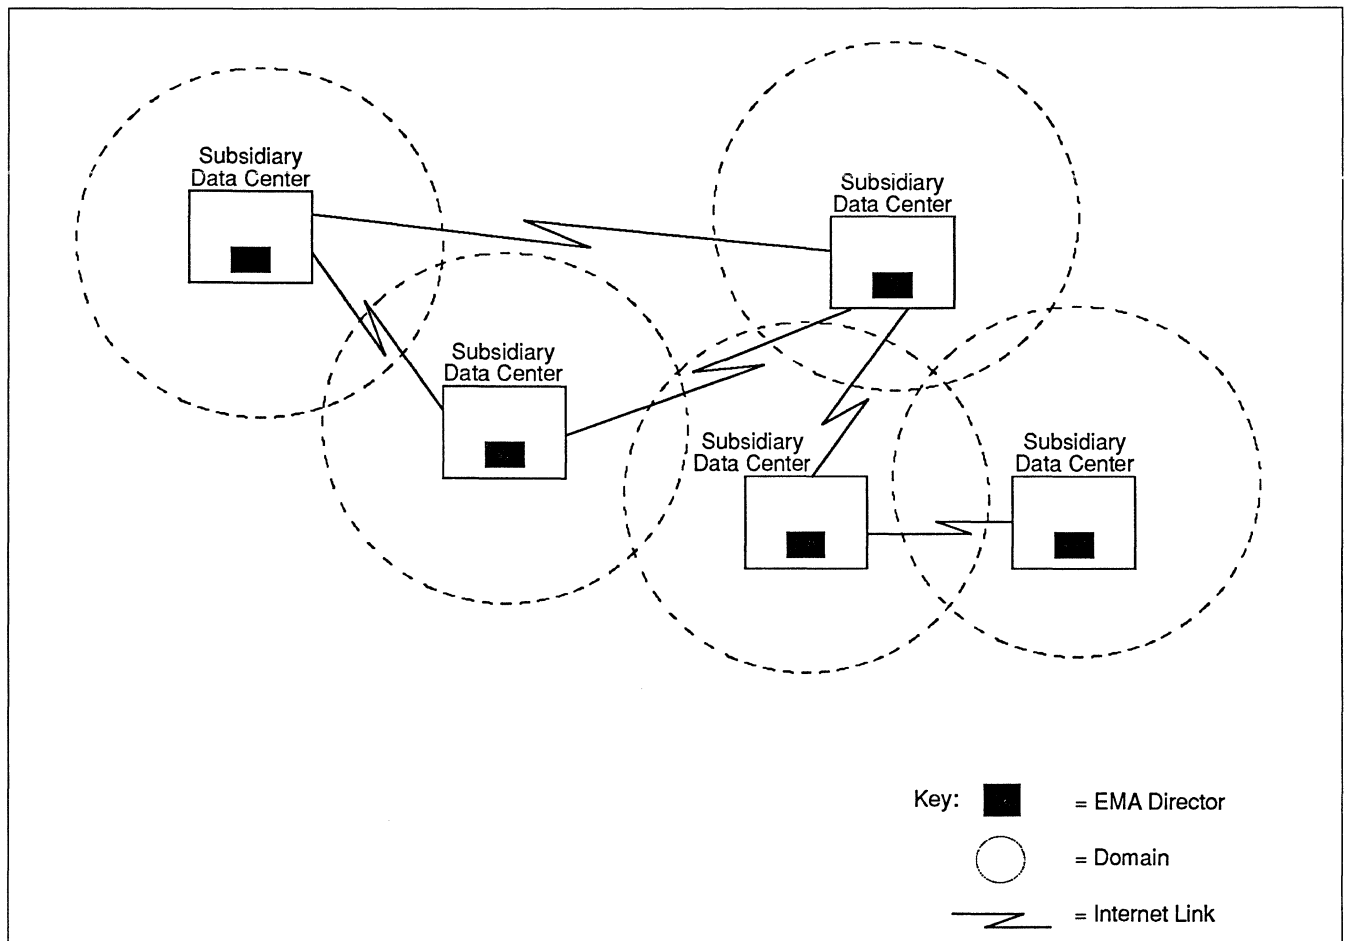 Subsidiary
Data Center
Subsidiary
Data Center
Subsidiary
Data Center
Subsidiary
Data Center
Subsidiary
Data Center
Key:
= EMA Director
= Domain
= Internet Link